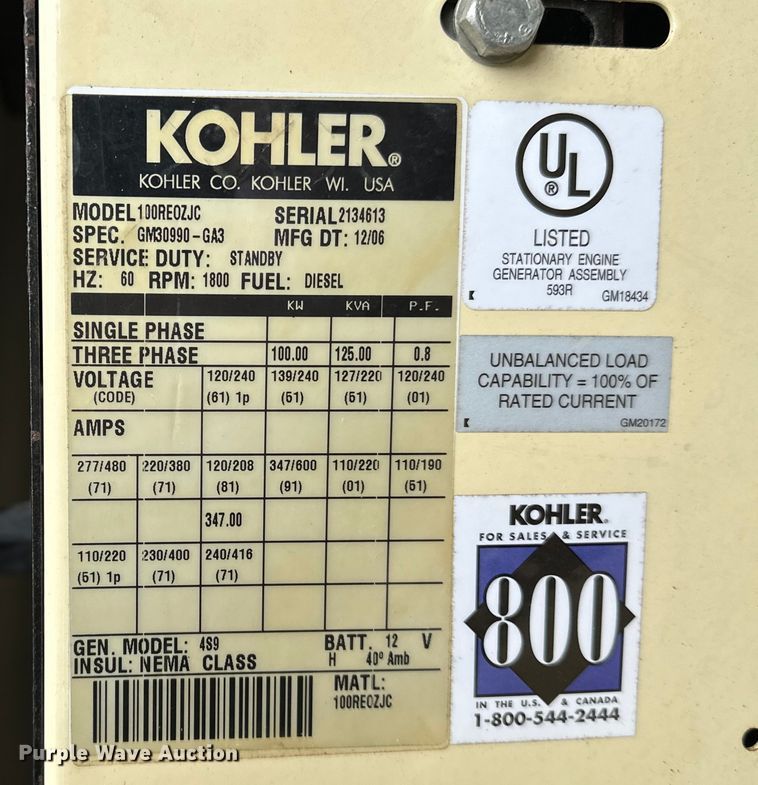 KOHLER®
KOHLER CO. KOHLER WI. USA
MODEL 100REOZJC SERIAL 2134613
SPEC. GM30990-GA3 MFG DT: 12/06
SERVICE DUTY: STANDBY
HZ: 60 RPM: 1800 FUEL: DIESEL
KW KVA P.F.
SINGLE PHASE
THREE PHASE 100.00 125.00 0.8
VOLTAGE 120/240 139/240 127/220 120/240
(CODE) (61) 1p (51) (51) (01)
AMPS
277/480 220/380 120/208 347/600 110/220 110/190
(71) (71) (81) (91) (01) (51)
347.00
110/220 230/400 240/416
(51) 1p (71) (71)
GEN. MODEL: 4S9 BATT. 12 V
INSUL: NEMA CLASS H 40° Amb
MATL:
100REOZJC
UL
®
LISTED
STATIONARY ENGINE
GENERATOR ASSEMBLY
593R GM18434
UNBALANCED LOAD
CAPABILITY = 100% OF
RATED CURRENT
GM20172
KOHLER®
FOR SALES & SERVICE
800
IN THE U.S. & CANADA
1-800-544-2444
Purple Wave Auction